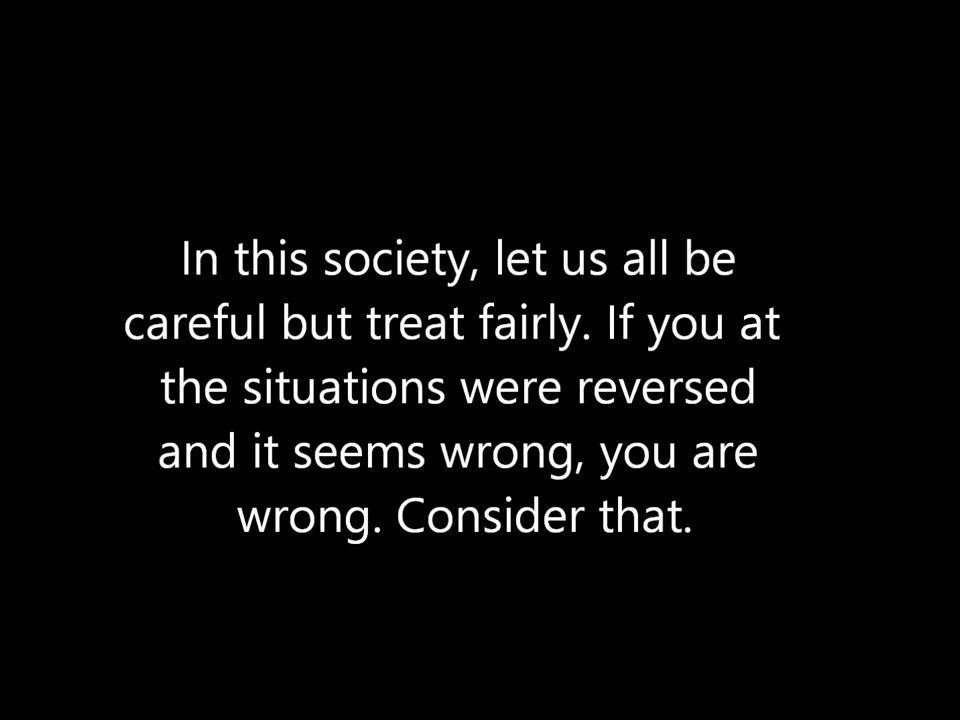 In this society, let us all be
careful but treat fairly. If you at
the situations were reversed
and it seems wrong, you are
wrong. Consider that.